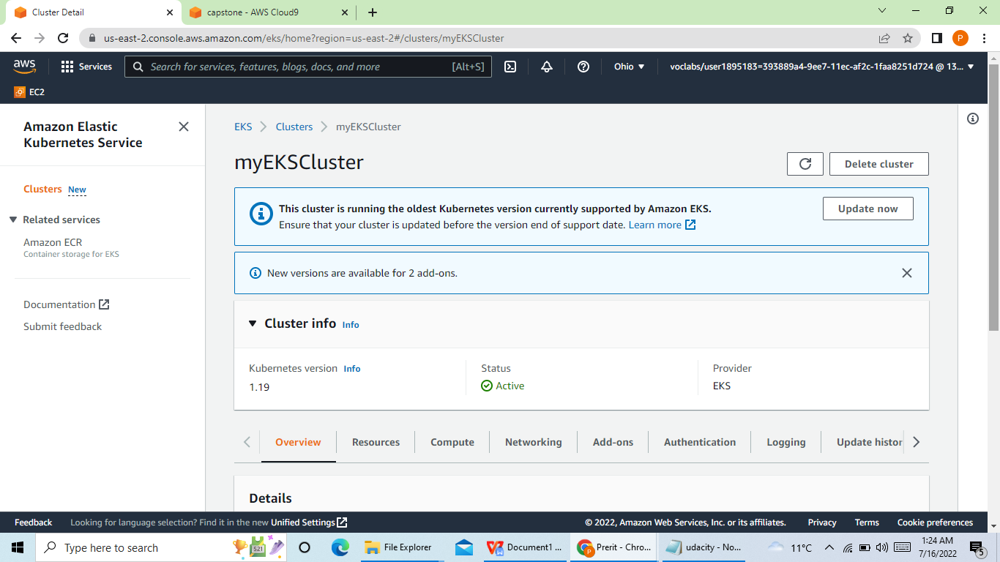 Cluster Detail
capstone - AWS Cloud9
us-east-2.console.aws.amazon.com/eks/home?region=us-east-2#/clusters/myEKSCluster
P
aws
Services
Search for services, features, blogs, docs, and more
[Alt+S]
Ohio
voclabs/user1895183=393889a4-9ee7-11ec-af2c-1faa8251d724 @ 13...
EC2
Amazon Elastic
Kubernetes Service
Clusters New
Related services
Amazon ECR
Container storage for EKS
Documentation
Submit feedback
EKS
Clusters
myEKSCluster
myEKSCluster
Delete cluster
This cluster is running the oldest Kubernetes version currently supported by Amazon EKS.
Ensure that your cluster is updated before the version end of support date. Learn more
Update now
New versions are available for 2 add-ons.
Cluster info Info
Kubernetes version Info
1.19
Status
Active
Provider
EKS
Overview
Resources
Compute
Networking
Add-ons
Authentication
Logging
Update histor
Details
Feedback
Looking for language selection? Find it in the new Unified Settings
© 2022, Amazon Web Services, Inc. or its affiliates.
Privacy
Terms
Cookie preferences
Type here to search
521
File Explorer
Document1 ...
P
Prerit - Chro...
udacity - No...
11°C
1:24 AM
7/16/2022
5